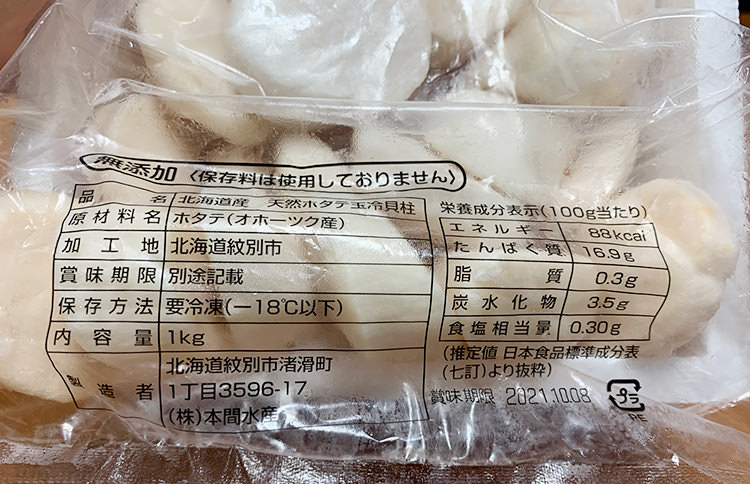 無添加〈保存料は使用しておりません〉
品名 北海道産 天然ホタテ玉冷貝柱
原材料名 ホタテ(オホーツク産)
加工地 北海道紋別市
賞味期限 別途記載
保存方法 要冷凍(−18℃以下)
内容量 1kg
製造者 北海道紋別市渚滑町
1丁目3596-17
(株)本間水産
栄養成分表示(100g当たり)
エネルギー 88kcal
たんぱく質 16.9g
脂質 0.3g
炭水化物 3.5g
食塩相当量 0.30g
(推定値 日本食品標準成分表
(七訂)より抜粋)
賞味期限 2021.10.08
プラ
PE